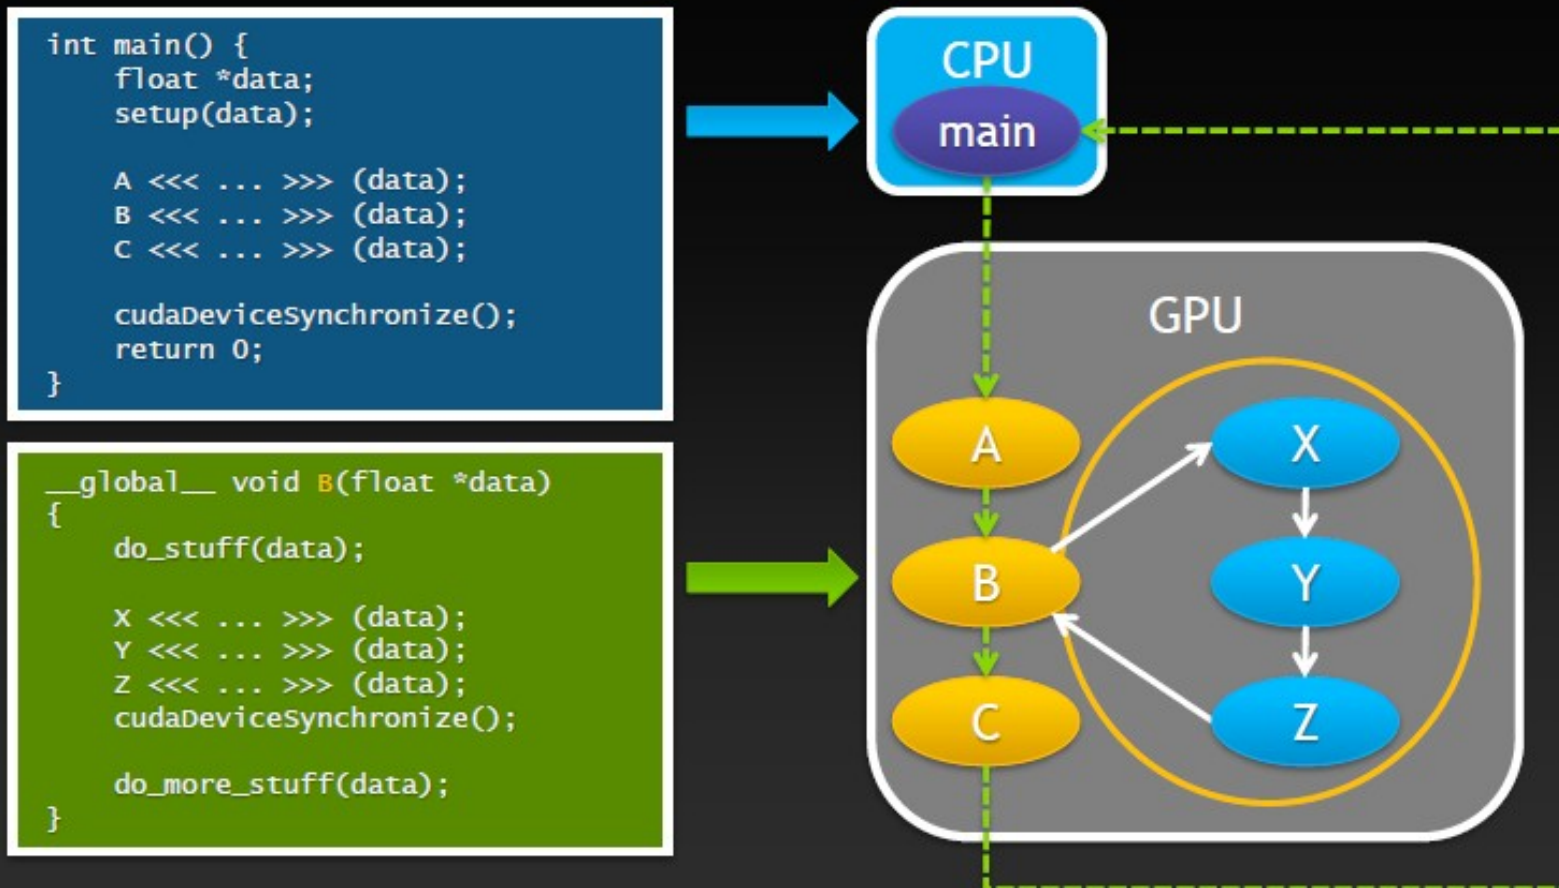 int main() {
float *data;
setup(data);
A <<< ... >>> (data);
B <<< ... >>> (data);
C <<< ... >>> (data);
cudaDeviceSynchronize();
return 0;
}
__global__ void B(float *data)
{
do_stuff(data);
X <<< ... >>> (data);
Y <<< ... >>> (data);
Z <<< ... >>> (data);
cudaDeviceSynchronize();
do_more_stuff(data);
}
CPU
main
GPU
A
X
B
Y
C
Z